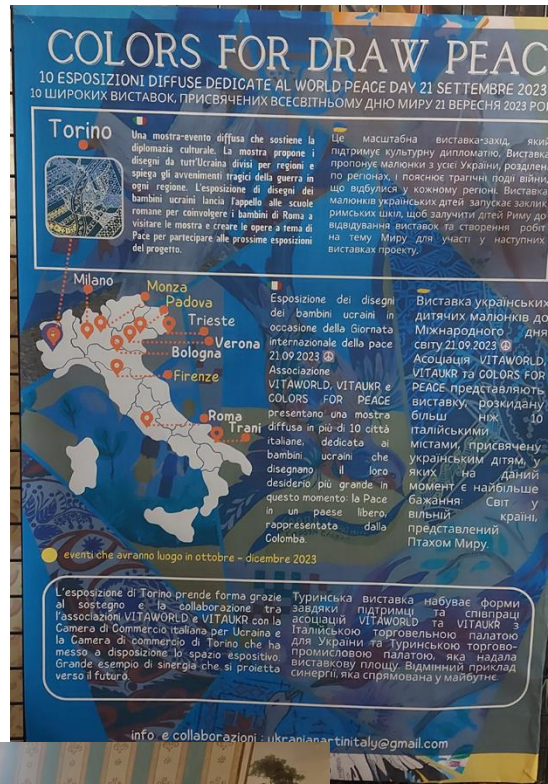 COLORS FOR DRAW PEAC
10 ESPOSIZIONI DIFFUSE DEDICATE AL WORLD PEACE DAY 21 SETTEMBRE 2023
10 ШИРОКИХ ВИСТАВОК, ПРИСВЯЧЕНИХ ВСЕСВІТНЬОМУ ДНЮ МИРУ 21 ВЕРЕСНЯ 2023 РО
Torino
Una mostra-evento diffusa che sostiene la
diplomazia culturale. La mostra propone i
disegni da tutt'Ucraina divisi per regioni e
spiega gli avvenimenti tragici della guerra in
ogni regione. L'esposizione di disegni dei
bambini ucraini lancia l'appello alle scuole
romane per coinvolgere i bambini di Roma a
visitare le mostra e creare le opere a tema di
Pace per partecipare alle prossime esposizioni
del progetto.
Це масштабна виставка-захід, який
підтримує культурну дипломатію. Виставка
пропонує малюнки з усієї України, розділені
по регіонах, і пояснює трагічні події війни,
що відбулися у кожному регіоні. Виставка
малюнків українських дітей запускає заклик
римських шкіл, щоб залучити дітей Риму до
відвідування виставок та створення робіт
на тему Миру для участі у наступних
виставках проекту.
Milano
Monza
Padova
Trieste
Verona
Bologna
Firenze
Roma
Trani
Esposizione dei disegni
dei bambini ucraini in
occasione della Giornata
internazionale della pace
21.09.2023
Associazione
VITAWORLD, VITAUKR e
COLORS FOR PEACE
presentano una mostra
diffusa in più di 10 città
italiane, dedicata ai
bambini ucraini che
disegnano il loro
desiderio più grande in
questo momento: la Pace
in paese libero,
rappresentata dalla
Colomba.
Виставка українських
дитячих малюнків до
Міжнародного дня
світу 21.09.2023
Асоціація VITAWORLD,
VITAUKR та COLORS FOR
PEACE представляють
виставку, розкидану
більш ніж 10
італійськими
містами, присвячену
українським дітям, у
яких на даний
момент є найбільше
бажання: Світ у
вільній країні,
представлений
Птахом Миру.
eventi che avranno luogo in ottobre - dicembre 2023
L'esposizione di Torino prende forma grazie
al sostegno e la collaborazione tra
l'associazioni VITAWORLD e VITAUKR con la
Camera di Commercio italiana per Ucraina e
la Camera di commercio di Torino che ha
messo a disposizione lo spazio espositivo.
Grande esempio di sinergia che si proietta
verso il futuro.
Туринська виставка набуває форми
завдяки підтримці та співпраці
асоціацій VITAWORLD та VITAUKR з
Італійською торговельною палатою
для України та Туринською торгово-
промисловою палатою, яка надала
виставкову площу. Відмінний приклад
синергії, яка спрямована у майбутнє.
info e collaborazioni : ukrainianartinitaly@gmail.com